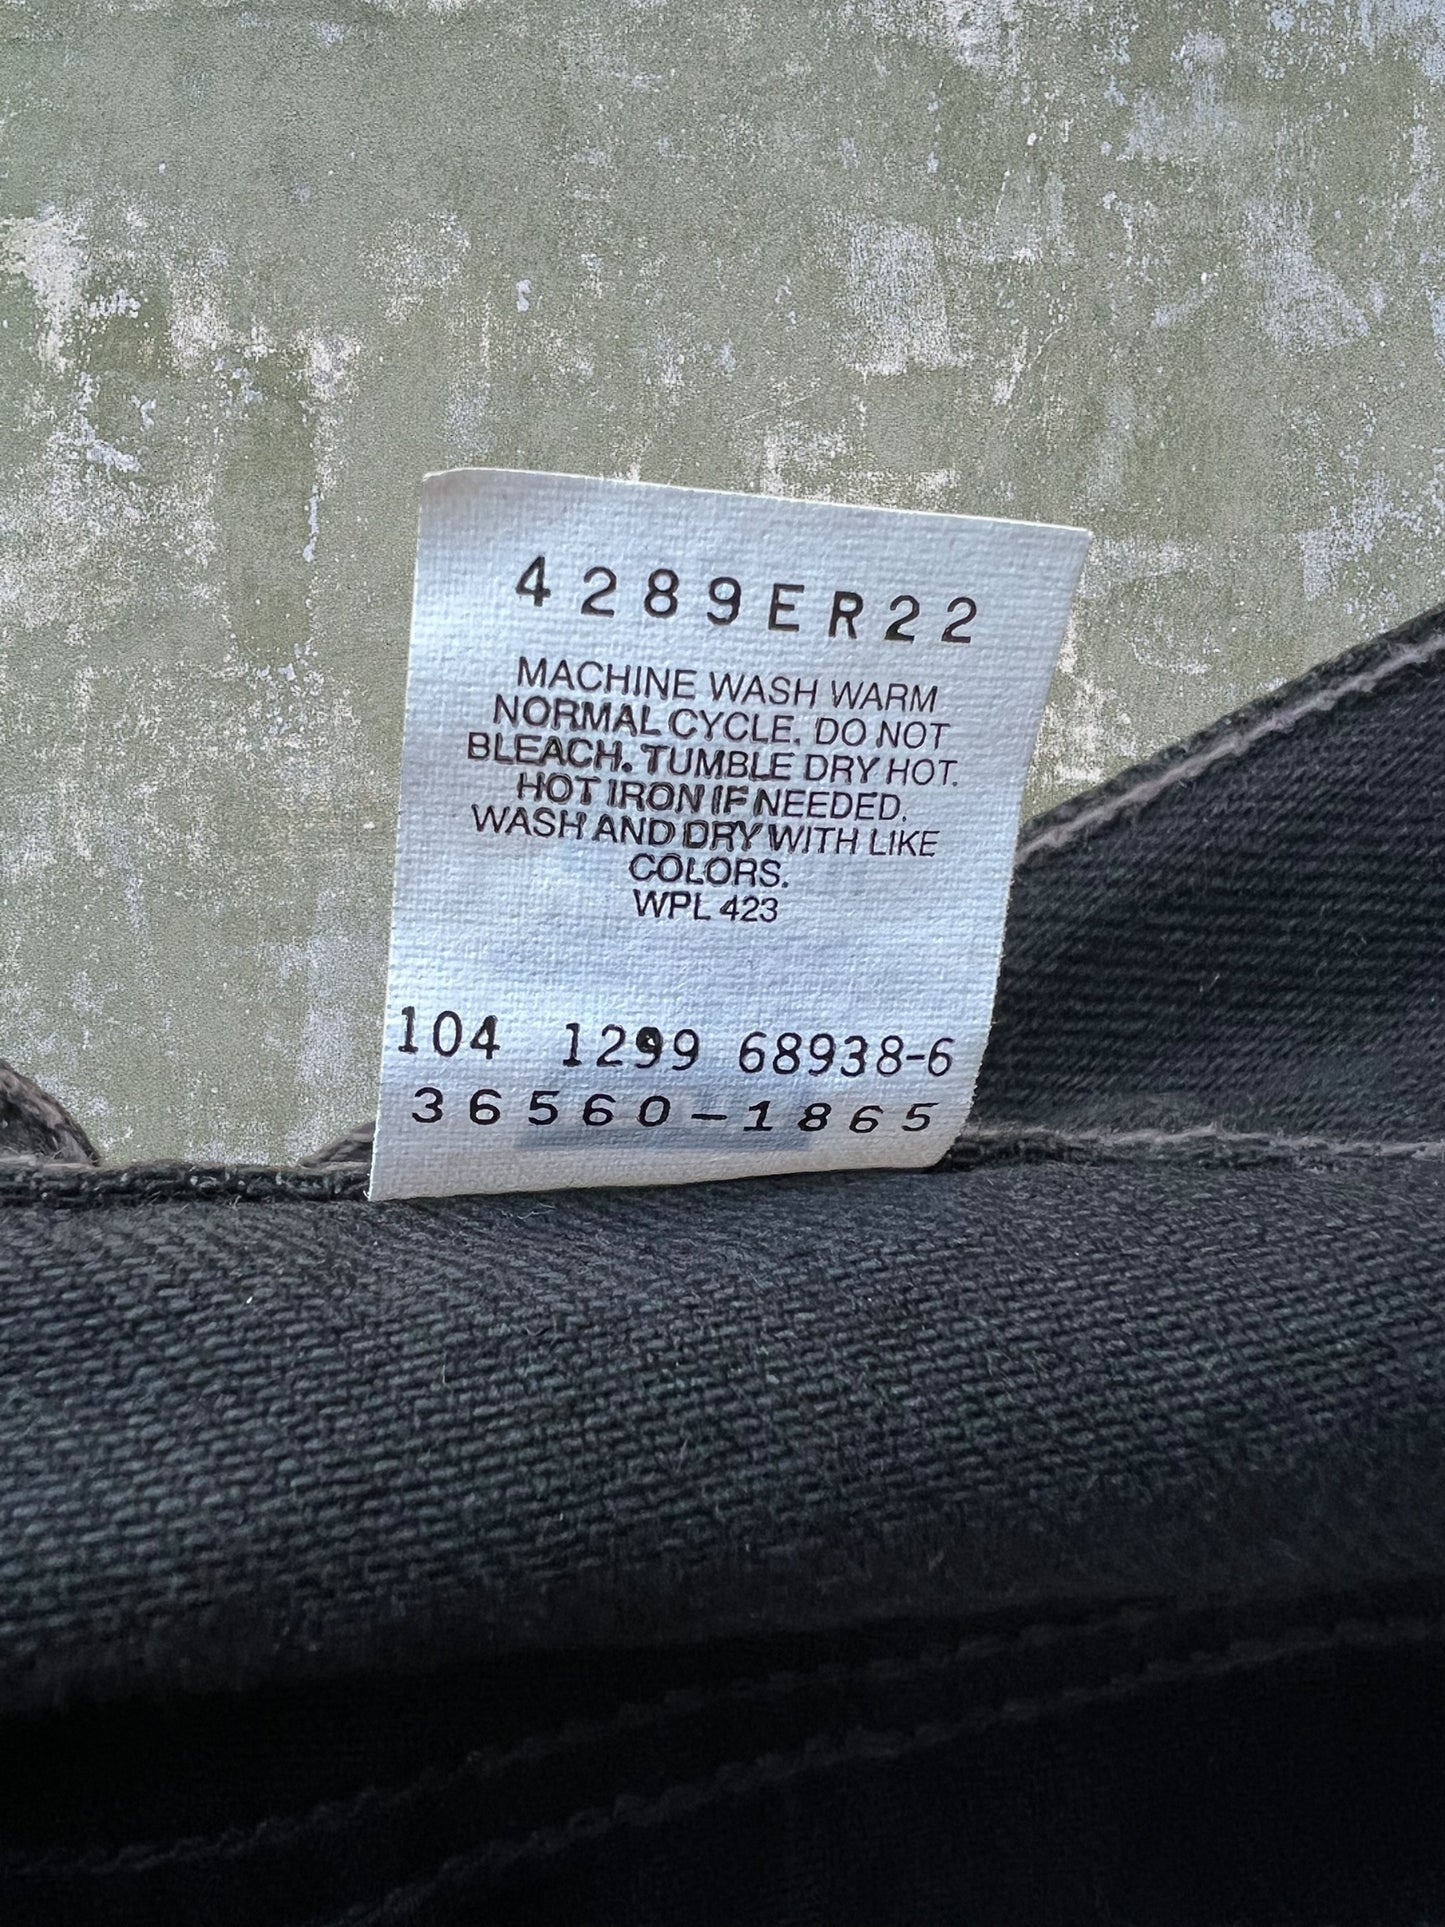 4289ER22
MACHINE WASH WARM
NORMAL CYCLE. DO NOT
BLEACH. TUMBLE DRY HOT.
HOT IRON IF NEEDED.
WASH AND DRY WITH LIKE
COLORS.
WPL 423
104 1299 68938-6
36560-1865